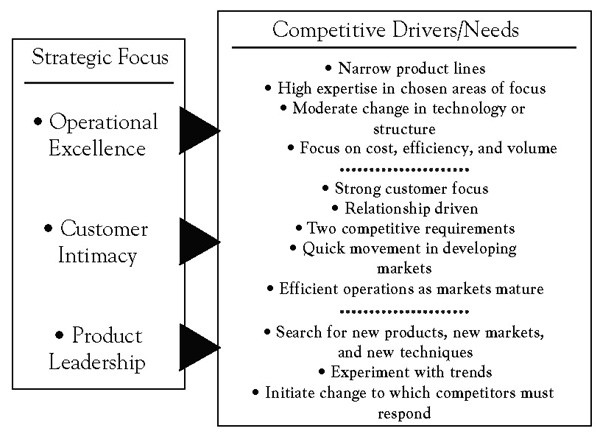 Strategic Focus
• Operational
Excellence
• Customer
Intimacy
• Product
Leadership
Competitive Drivers/Needs
• Narrow product lines
• High expertise in chosen areas of focus
• Moderate change in technology or
structure
• Focus on cost, efficiency, and volume
• Strong customer focus
• Relationship driven
• Two competitive requirements
• Quick movement in developing
markets
• Efficient operations as markets mature
• Search for new products, new markets,
and new techniques
• Experiment with trends
• Initiate change to which competitors must
respond